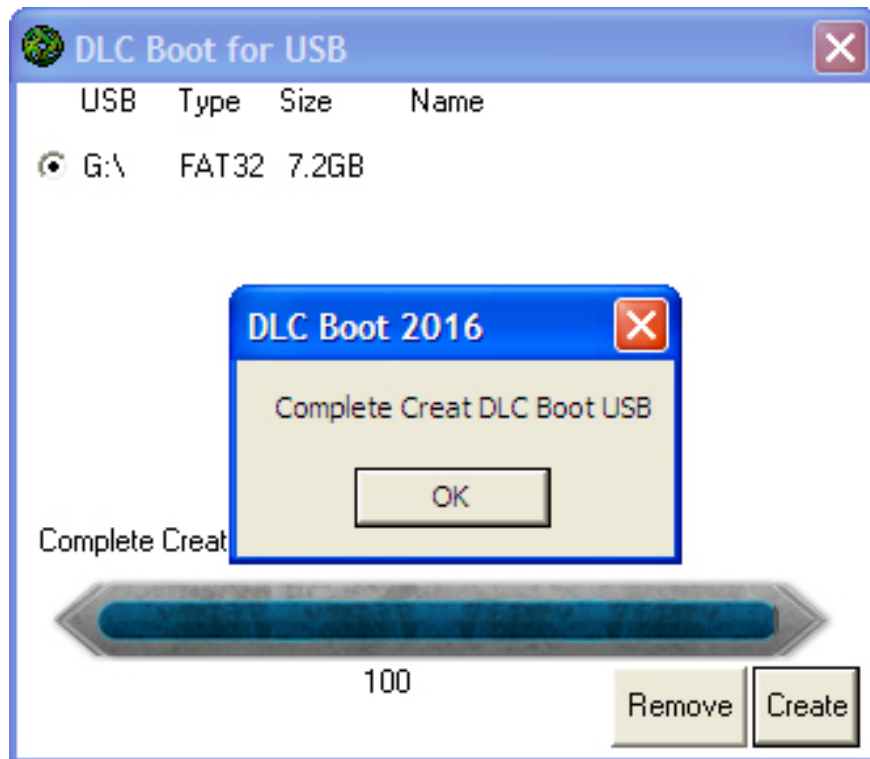 DLC Boot for USB
USB Type Size Name
G:\ FAT32 7.2GB
DLC Boot 2016
Complete Creat DLC Boot USB
OK
Complete Creat
100
Remove Create